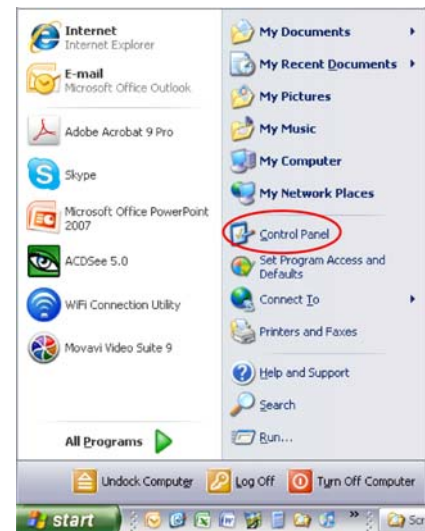 Internet
Internet Explorer
E-mail
Microsoft Office Outlook
Adobe Acrobat 9 Pro
Skype
Microsoft Office PowerPoint
2007
ACDSee 5.0
WiFi Connection Utility
Movavi Video Suite 9
All Programs
My Documents
My Recent Documents
My Pictures
My Music
My Computer
My Network Places
Control Panel
Set Program Access and
Defaults
Connect To
Printers and Faxes
Help and Support
Search
Run...
Undock Computer Log Off Turn Off Computer
start